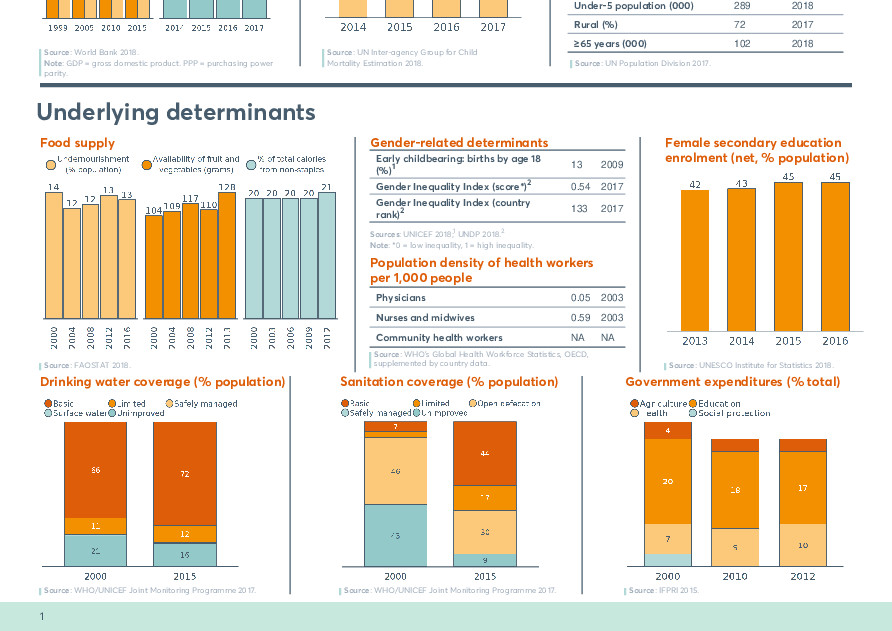 1999 2005 2010 2015
2014 2015 2016 2017
Source: World Bank 2018.
Note: GDP = gross domestic product. PPP = purchasing power
parity.
2014 2015 2016 2017
Source: UN Inter-agency Group for Child
Mortality Estimation 2018.
Under-5 population (000) 289 2018
Rural (%) 72 2017
≥65 years (000) 102 2018
Source: UN Population Division 2017.
Underlying determinants
Food supply
Undernourishment
(% population)
Availability of fruit and
vegetables (grams)
% of total calories
from non-staples
14 12 12 13 13
104 109 117 110 128
20 20 20 20 21
2000 2004 2008 2012 2016
2000 2004 2008 2012
2000 2003 2006 2009 2012
Source: FAOSTAT 2018.
Gender-related determinants
Early childbearing: births by age 18
(%)¹ 13 2009
Gender Inequality Index (score*)² 0.54 2017
Gender Inequality Index (country
rank)² 133 2017
Sources: UNICEF 2018,¹ UNDP 2018.²
Note: *0 = low inequality, 1 = high inequality.
Population density of health workers
per 1,000 people
Physicians 0.05 2003
Nurses and midwives 0.59 2003
Community health workers NA NA
Source: WHO's Global Health Workforce Statistics, OECD,
supplemented by country data.
Female secondary education
enrolment (net, % population)
42 43 45 45
2013 2014 2015 2016
Source: UNESCO Institute for Statistics 2018.
Drinking water coverage (% population)
Basic Limited Safely managed
Surface water Unimproved
66 72
11 12
21 16
2000 2015
Source: WHO/UNICEF Joint Monitoring Programme 2017.
Sanitation coverage (% population)
Basic Limited Open defecation
Safely managed Unimproved
7 44
17
46 30
43 9
2000 2015
Source: WHO/UNICEF Joint Monitoring Programme 2017.
Government expenditures (% total)
Agriculture Education
Health Social protection
4
20 18 17
7 9 10
2000 2010 2012
Source: IFPRI 2015.
1